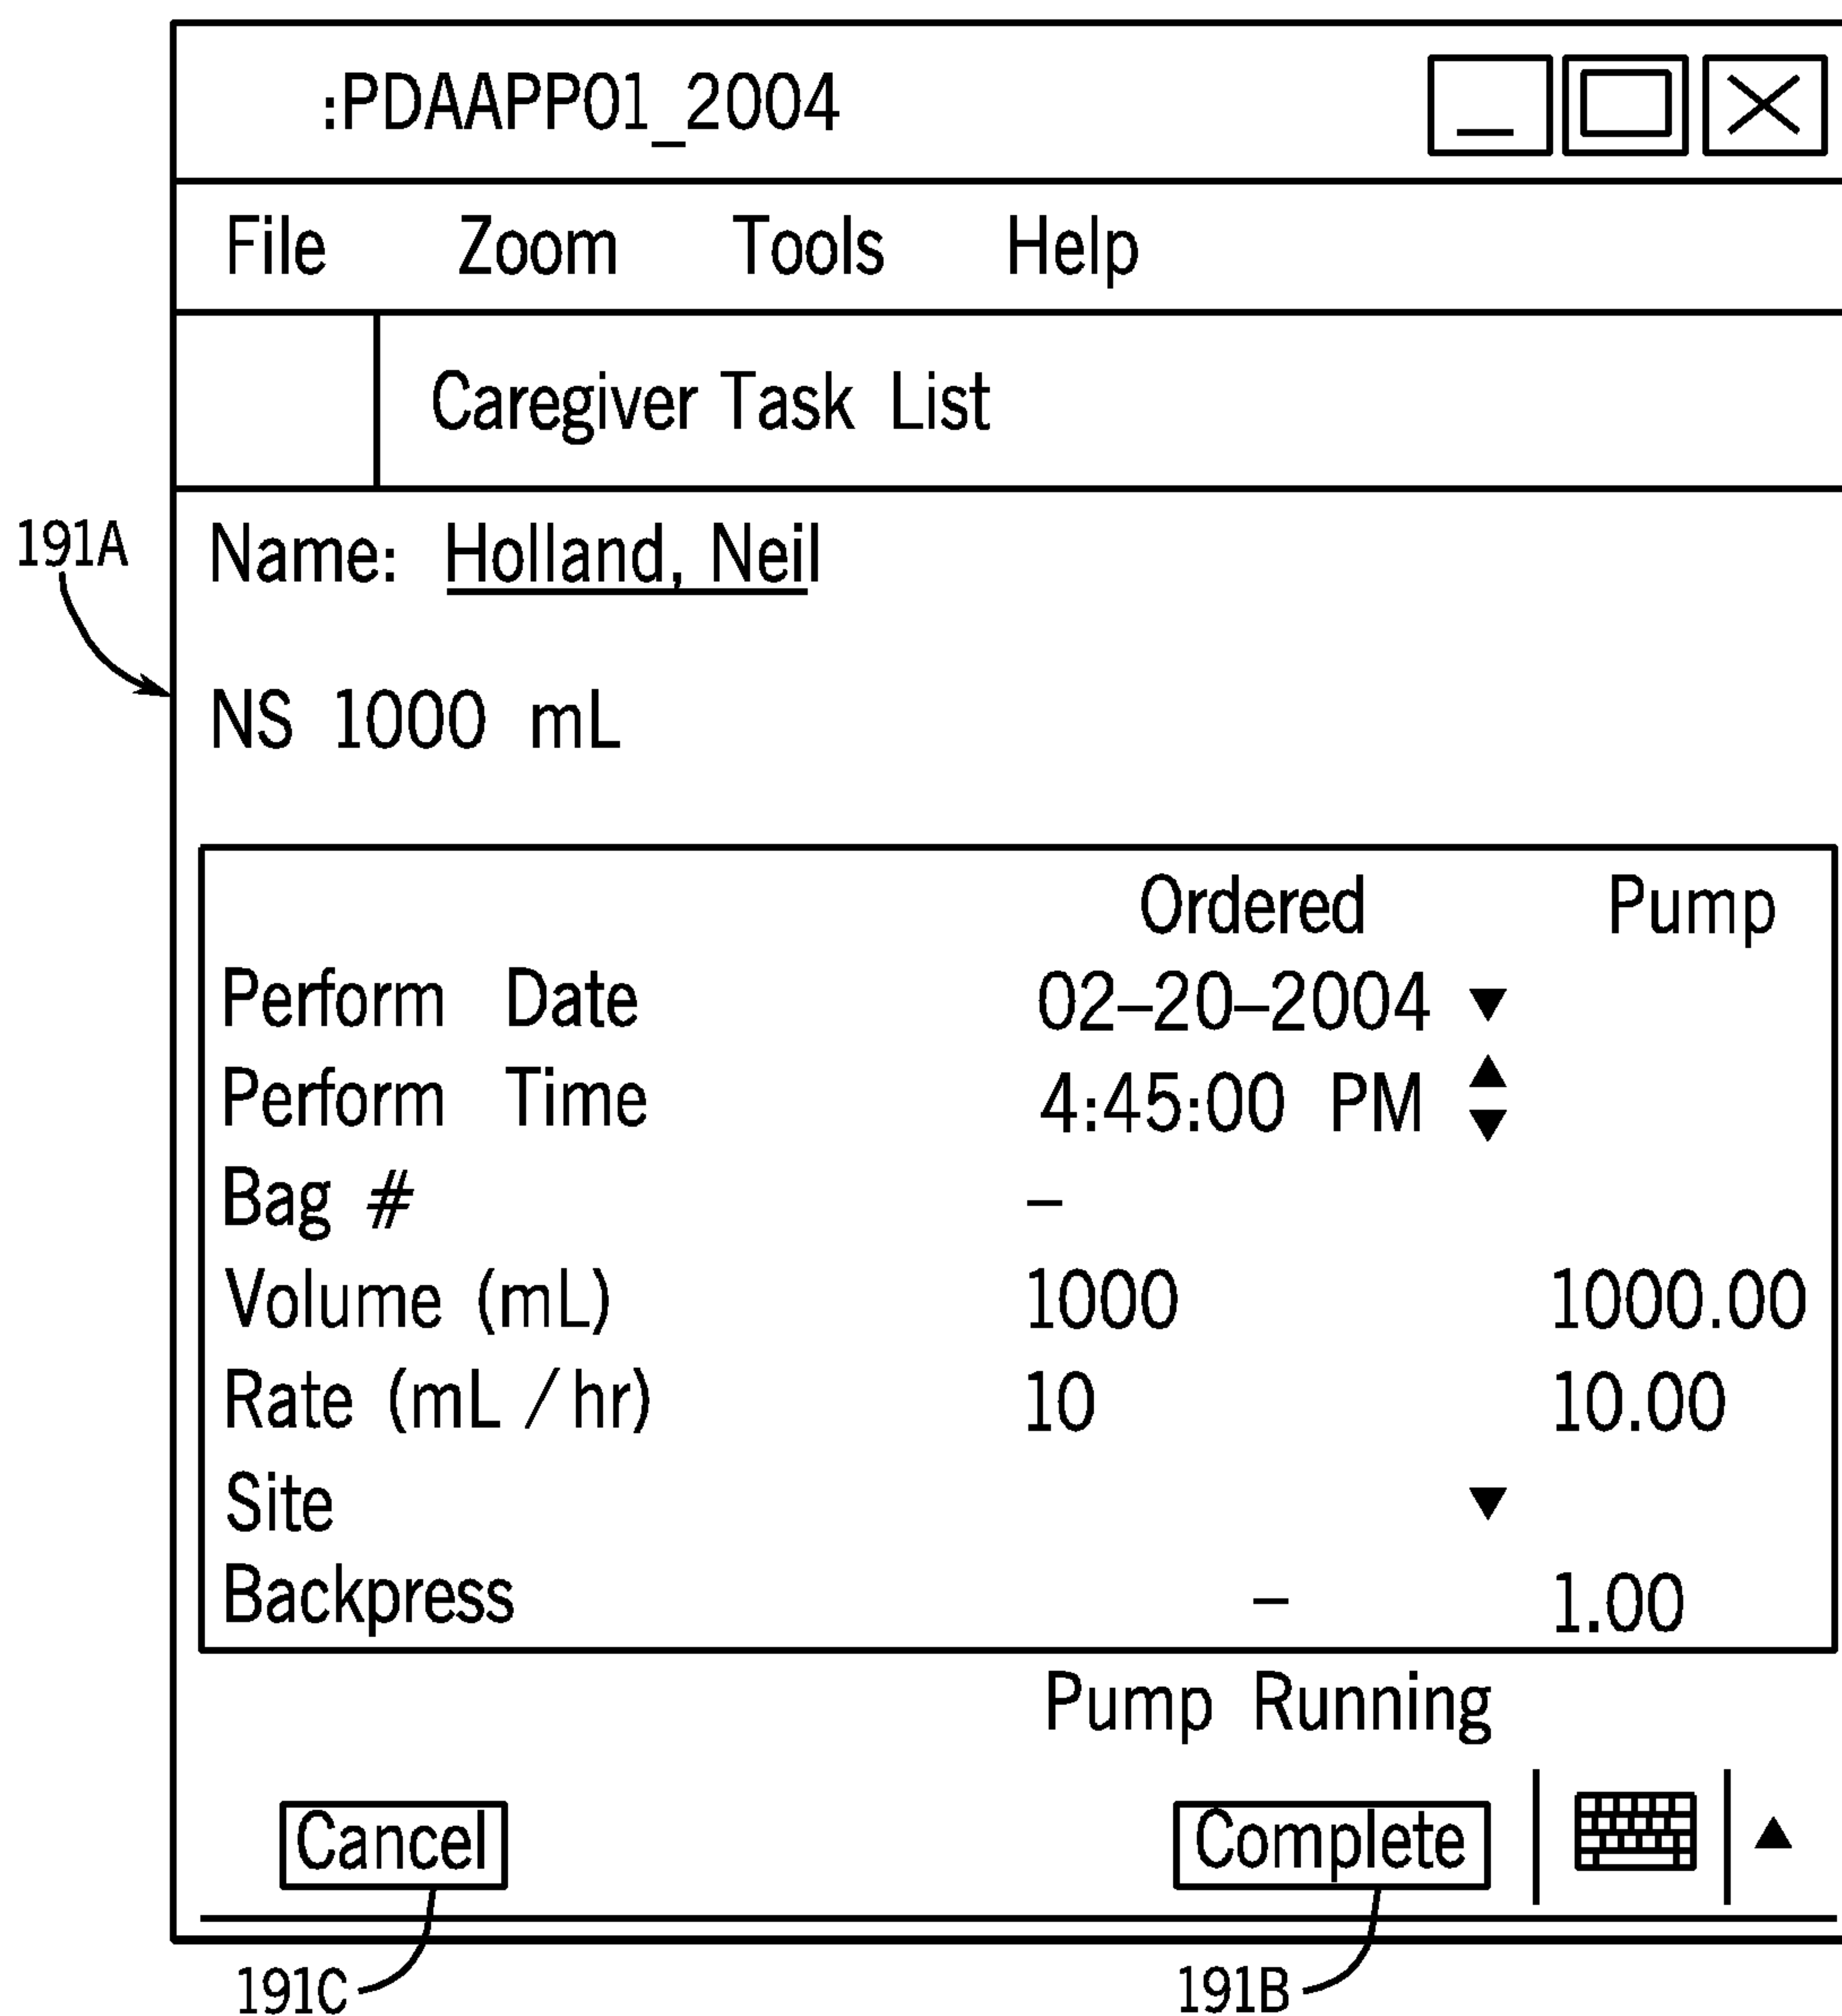 :PDAAPP01_2004
File Zoom Tools Help
Caregiver Task List
191A
Name: Holland, Neil
NS 1000 mL
Ordered Pump
Perform Date 02–20–2004
Perform Time 4:45:00 PM
Bag # –
Volume (mL) 1000 1000.00
Rate (mL / hr) 10 10.00
Site
Backpress – 1.00
Pump Running
Cancel Complete
191C 191B